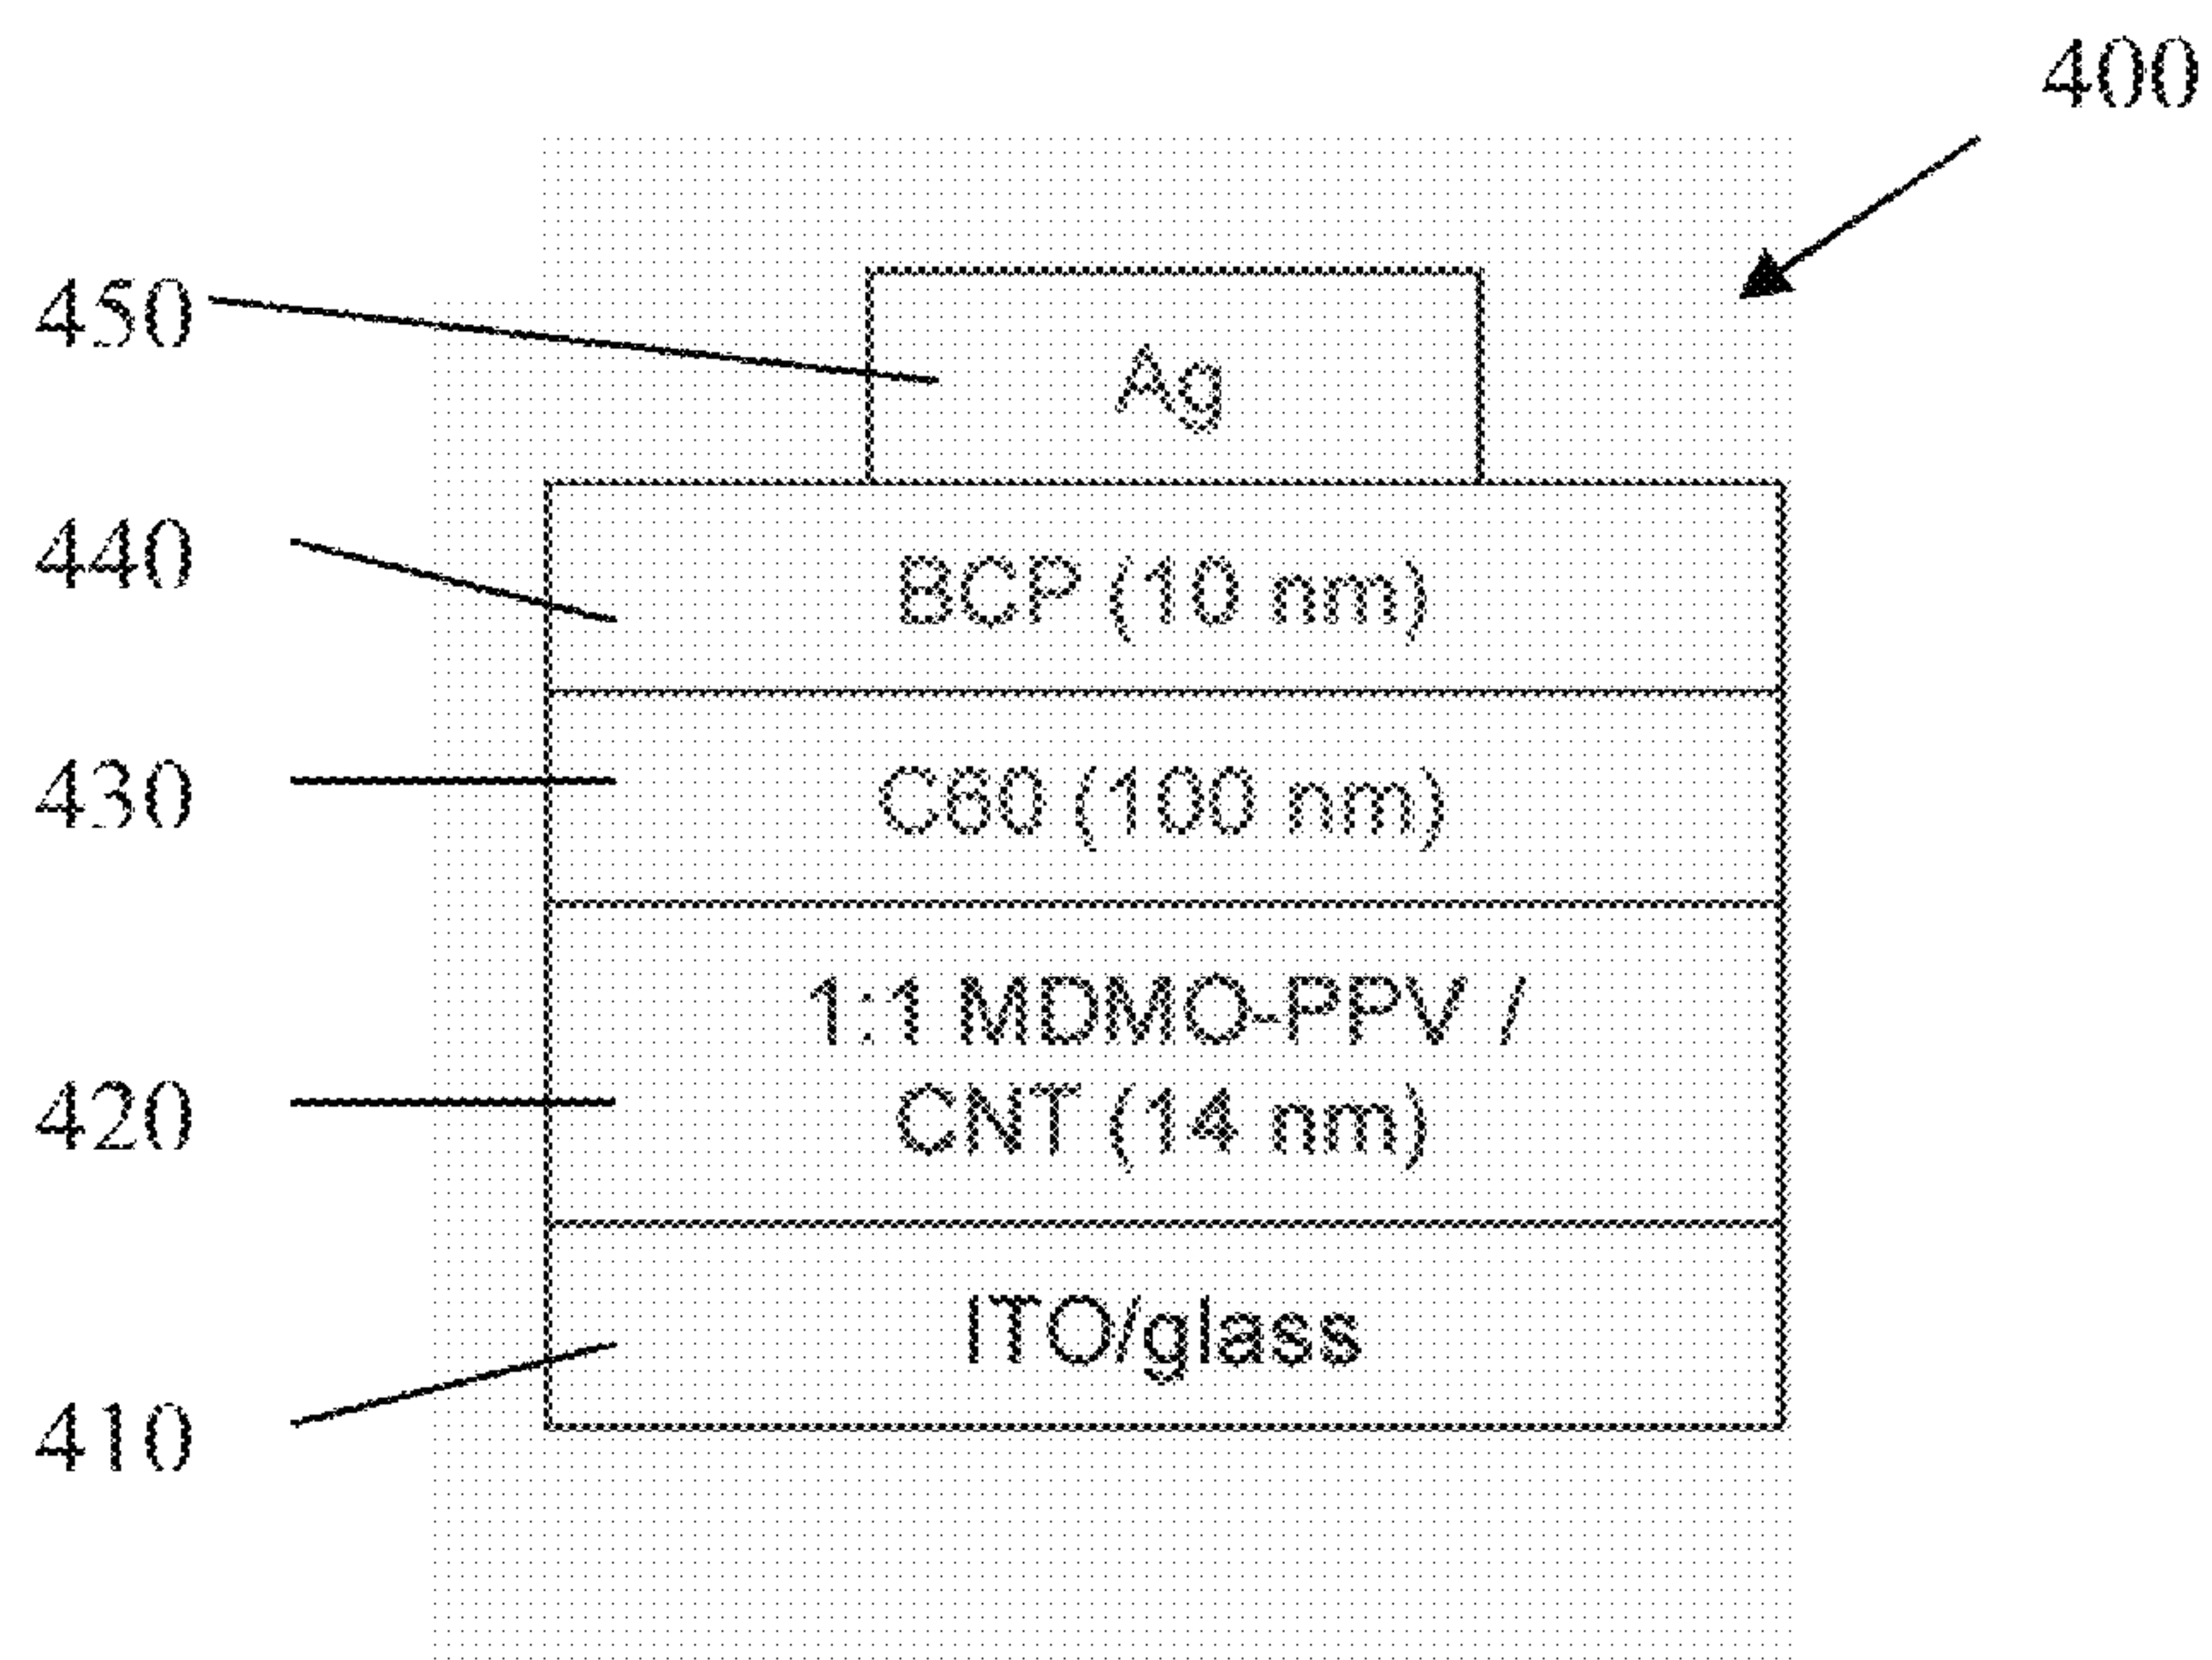 400
450
Ag
440
BCP (10 nm)
430
C60 (100 nm)
1:1 MDMO-PPV /
420
CNT (14 nm)
ITO/glass
410